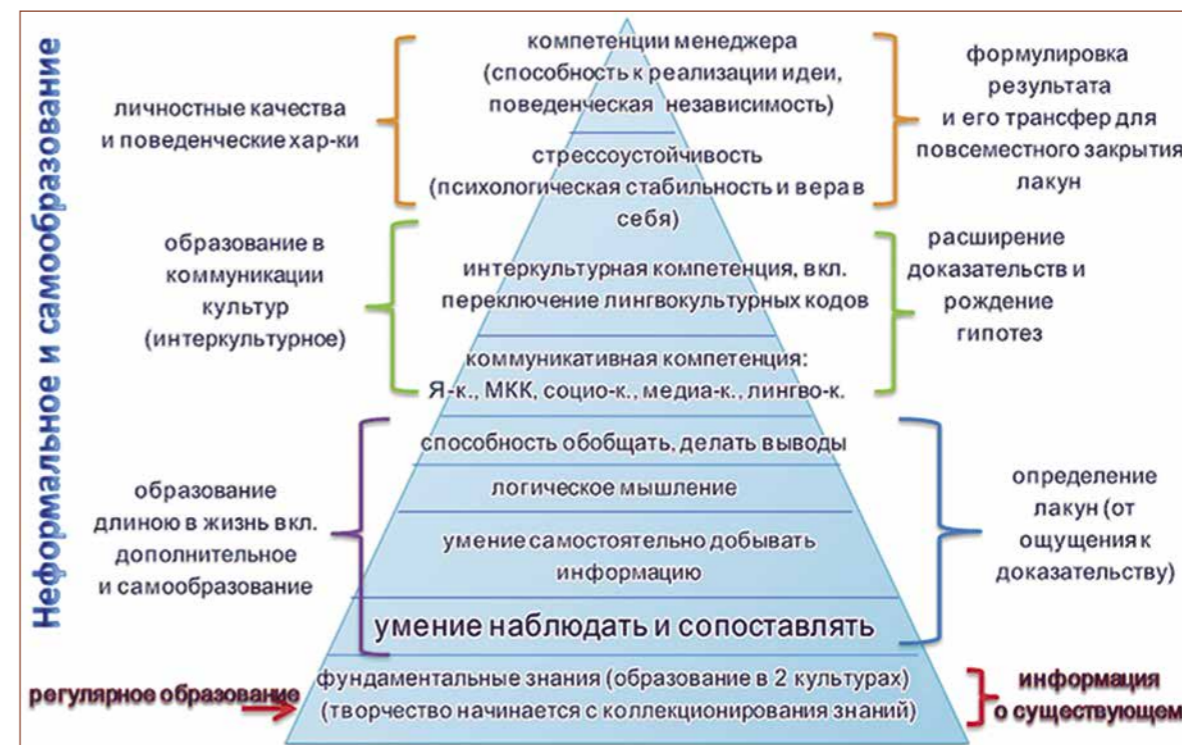 Неформальное и самообразование
личностные качества
и поведенческие хар-ки
образование в
коммуникации
культур
(интеркультурное)
образование
длиною в жизнь вкл.
дополнительное
и самообразование
регулярное образование
компетенции менеджера
(способность к реализации идеи,
поведенческая независимость)
стрессоустойчивость
(психологическая стабильность и вера в
себя)
интеркультурная компетенция, вкл.
переключение лингвокультурных кодов
коммуникативная компетенция:
Я-к., МКК, социо-к., медиа-к., лингво-к.
способность обобщать, делать выводы
логическое мышление
умение самостоятельно добывать
информацию
умение наблюдать и сопоставлять
фундаментальные знания (образование в 2 культурах)
(творчество начинается с коллекционирования знаний)
формулировка
результата
и его трансфер для
повсеместного закрытия
лакун
расширение
доказательств и
рождение
гипотез
определение
лакун (от
ощущения к
доказательству)
информация
о существующем